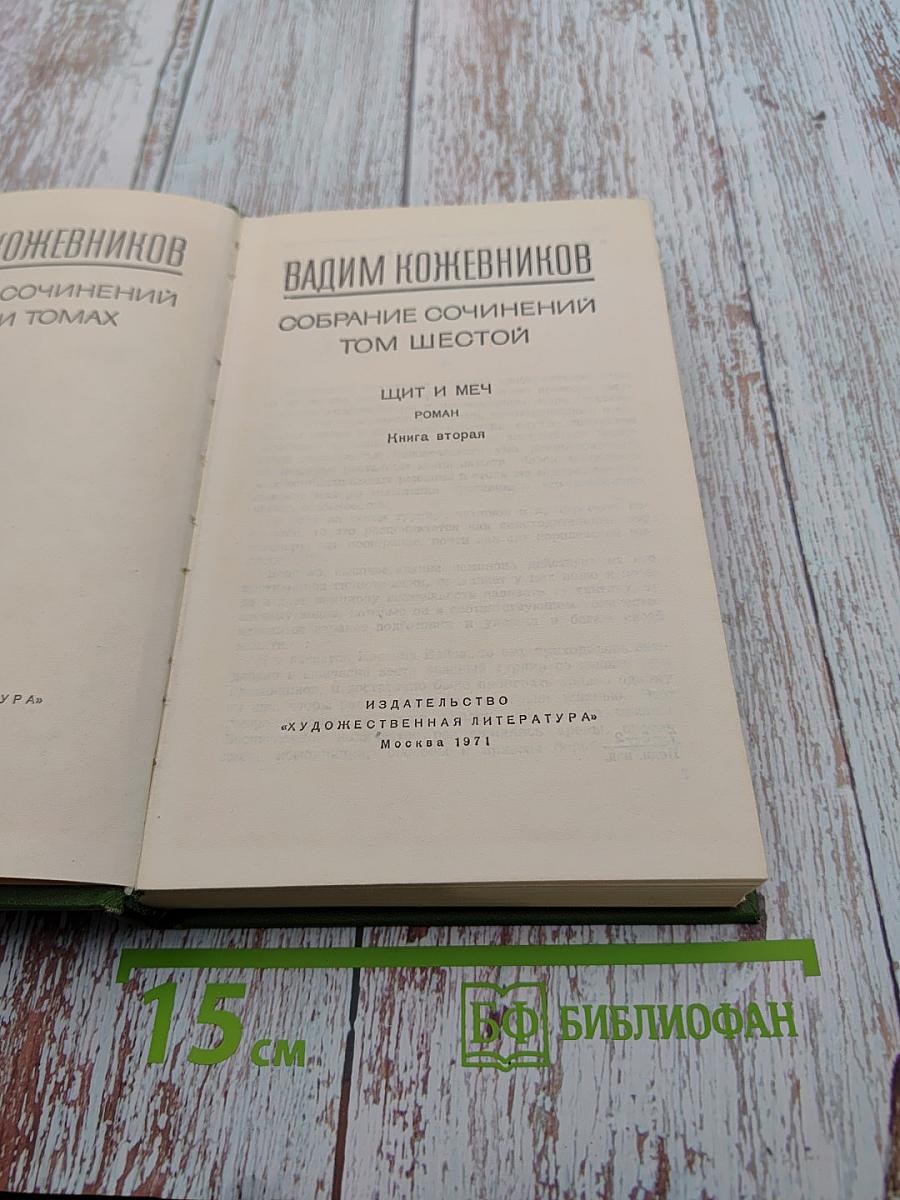 КОЖЕВНИКОВ
СОЧИНЕНИЙ
И ТОМАХ
УРА»
ВАДИМ КОЖЕВНИКОВ
СОБРАНИЕ СОЧИНЕНИЙ
ТОМ ШЕСТОЙ
ЩИТ И МЕЧ
РОМАН
Книга вторая
ИЗДАТЕЛЬСТВО
«ХУДОЖЕСТВЕННАЯ ЛИТЕРАТУРА»
Москва 1971
15 см
БФ БИБЛИОФАН